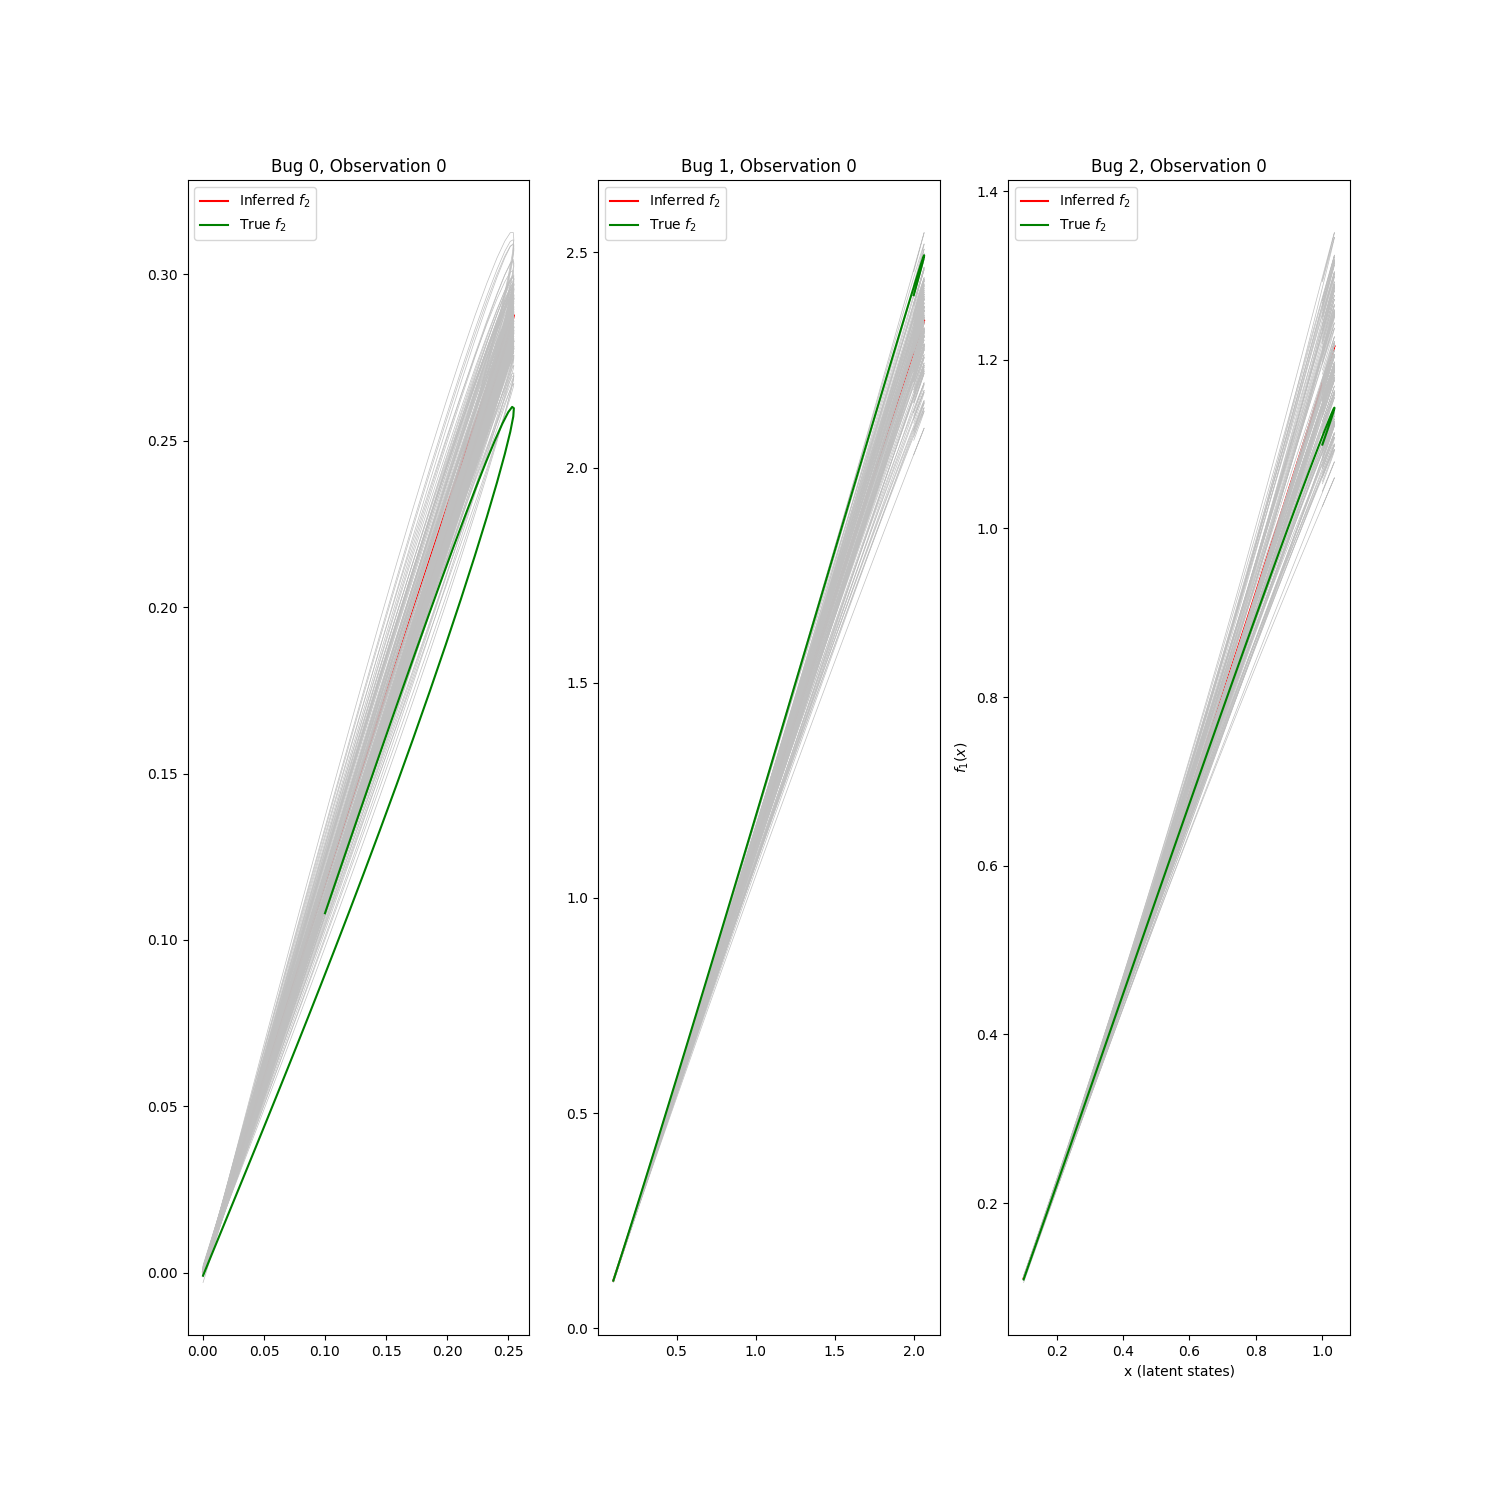 Bug 0, Observation 0
Inferred f₂
True f₂
0.30
0.25
0.20
0.15
0.10
0.05
0.00
0.00 0.05 0.10 0.15 0.20 0.25
Bug 1, Observation 0
Inferred f₂
True f₂
2.5
2.0
1.5
1.0
0.5
0.0
0.5 1.0 1.5 2.0
Bug 2, Observation 0
Inferred f₂
True f₂
f₁(x)
1.4
1.2
1.0
0.8
0.6
0.4
0.2
0.2 0.4 0.6 0.8 1.0
x (latent states)